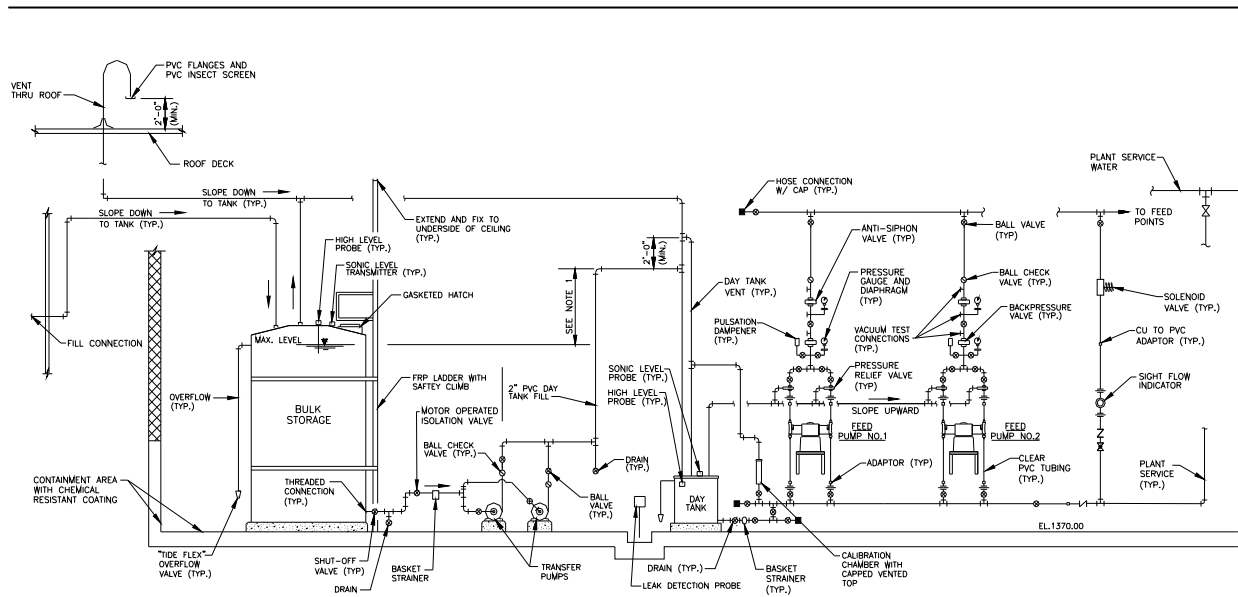 PVC FLANGES AND
PVC INSECT SCREEN
VENT
THRU ROOF
2'-0"
(MIN.)
ROOF DECK
SLOPE DOWN
TO TANK (TYP.)
SLOPE DOWN
TO TANK (TYP.)
EXTEND AND FIX TO
UNDERSIDE OF CEILING
(TYP.)
HIGH LEVEL
PROBE (TYP.)
SONIC LEVEL
TRANSMITTER (TYP.)
GASKETED HATCH
FILL CONNECTION
MAX. LEVEL
OVERFLOW
(TYP.)
BULK
STORAGE
FRP LADDER WITH
SAFTEY CLIMB
MOTOR OPERATED
ISOLATION VALVE
2" PVC DAY
TANK FILL
SEE NOTE 1
2'-0"
(MIN.)
BALL CHECK
VALVE (TYP.)
CONTAINMENT AREA
WITH CHEMICAL
RESISTANT COATING
THREADED
CONNECTION
(TYP.)
"TIDE FLEX"
OVERFLOW
VALVE (TYP.)
SHUT-OFF
VALVE (TYP)
DRAIN
BASKET
STRAINER
TRANSFER
PUMPS
BALL
VALVE
(TYP.)
DRAIN
(TYP.)
LEAK DETECTION PROBE
DAY TANK
VENT (TYP.)
SONIC LEVEL
PROBE (TYP.)
HIGH LEVEL
PROBE (TYP.)
DAY
TANK
DRAIN (TYP.)
BASKET
STRAINER
(TYP.)
CALIBRATION
CHAMBER WITH
CAPPED VENTED
TOP
HOSE CONNECTION
W/ CAP (TYP.)
ANTI-SIPHON
VALVE (TYP)
PRESSURE
GAUGE AND
DIAPHRAGM
(TYP)
PULSATION
DAMPENER (TYP)
VACUUM TEST
CONNECTIONS
(TYP.)
PRESSURE
RELIEF VALVE
(TYP)
SLOPE UPWARD
FEED
PUMP NO.1
ADAPTOR (TYP)
BALL VALVE
(TYP)
BALL CHECK
VALVE (TYP.)
BACKPRESSURE
VALVE (TYP.)
FEED
PUMP NO.2
CLEAR
PVC TUBING
(TYP.)
PLANT SERVICE
WATER
TO FEED
POINTS
SOLENOID
VALVE (TYP.)
CU TO PVC
ADAPTOR (TYP.)
SIGHT FLOW
INDICATOR
PLANT
SERVICE
(TYP.)
EL.1370.00